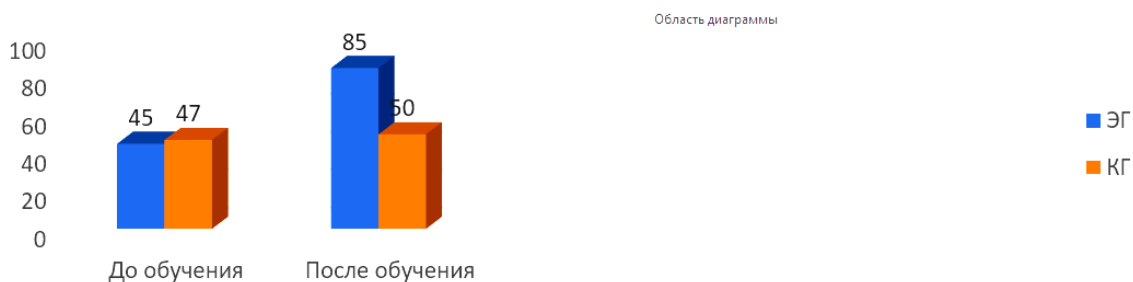 Область диаграммы
100
80
60
40
20
0
45
47
85
50
До обучения
После обучения
ЭГ
КГ